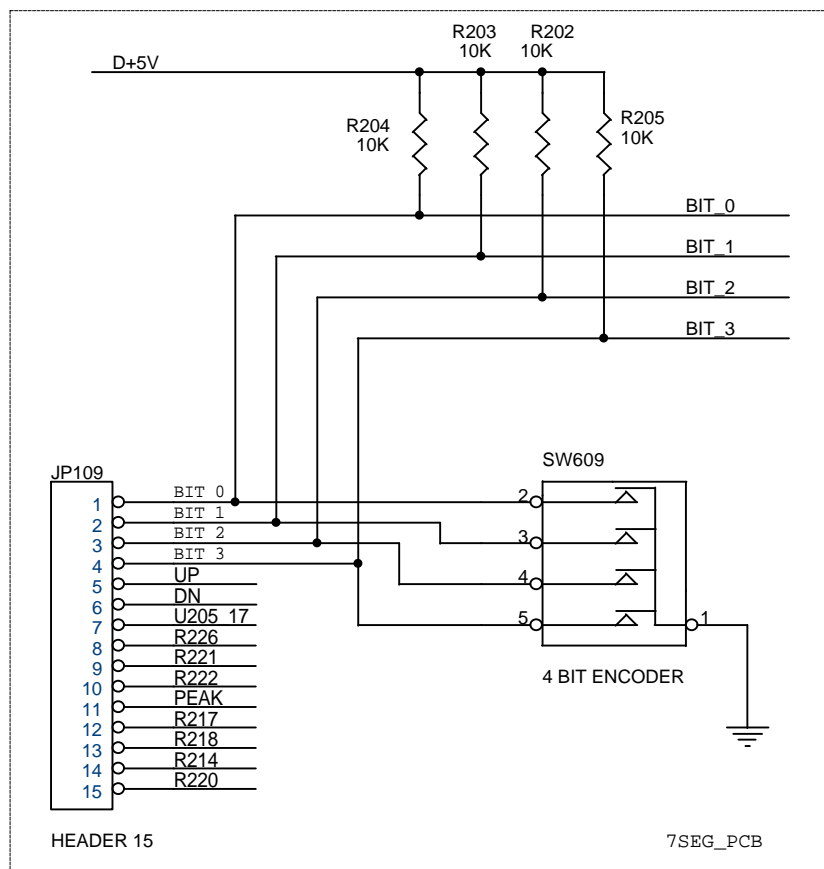 R203
10K
R202
10K
D+5V
R204
10K
R205
10K
BIT_0
BIT_1
BIT_2
BIT_3
JP109
SW609
1
BIT 0
2
2
BIT 1
3
3
BIT 2
4
4
BIT 3
5
5
UP
1
6
DN
7
U205 17
8
R226
9
R221
10
R222
11
PEAK
12
R217
13
R218
14
R214
15
R220
4 BIT ENCODER
HEADER 15
7SEG_PCB